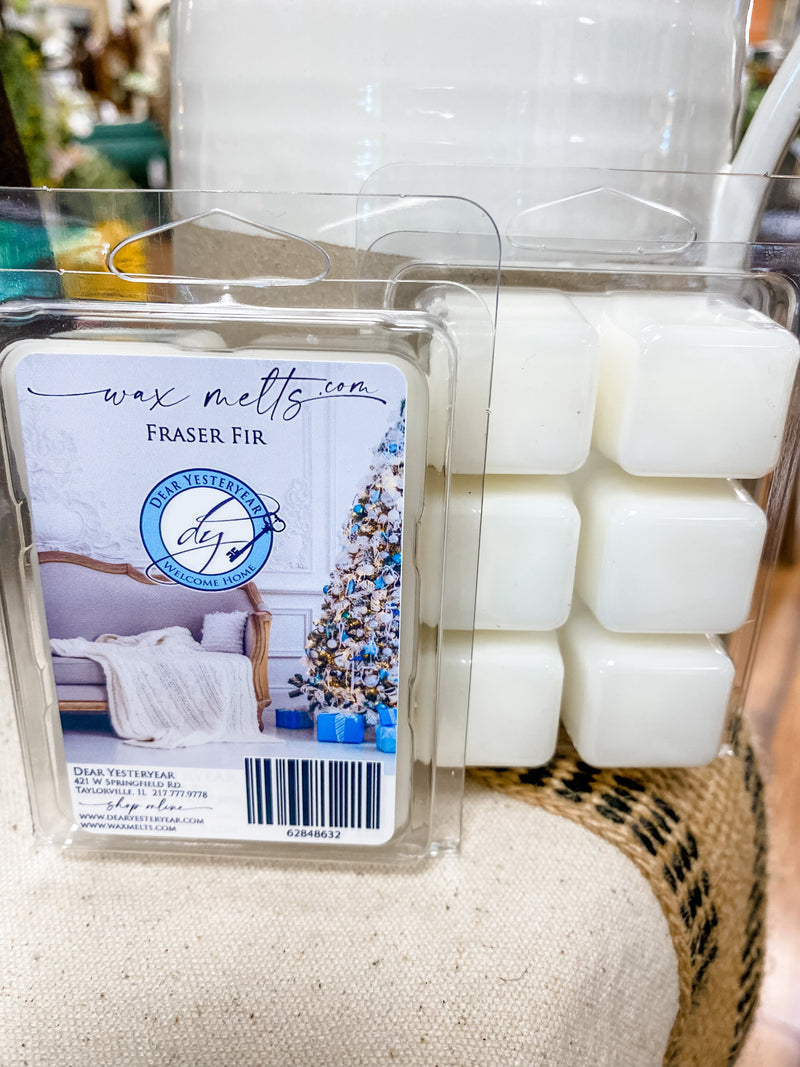 wax melts.com
FRASER FIR
DEAR YESTERYEAR
dy
WELCOME HOME
DEAR YESTERYEAR
421 W SPRINGFIELD RD.
TAYLORVILLE, IL 217.777.9778
shop online
WWW.DEARYESTERYEAR.COM
WWW.WAXMELTS.COM
62848632